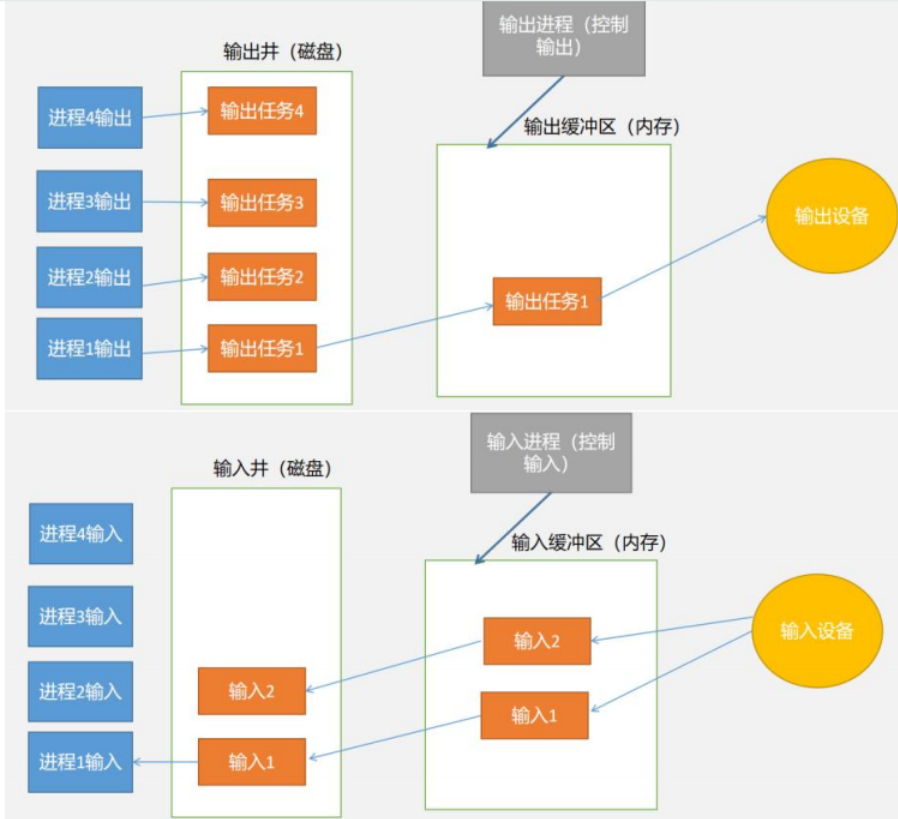 输出进程（控制
输出）
输出井（磁盘）
进程4输出
输出任务4
输出缓冲区（内存）
进程3输出
输出任务3
输出设备
进程2输出
输出任务2
输出任务1
进程1输出
输出任务1
输入进程（控制
输入）
输入井（磁盘）
进程4输入
输入缓冲区（内存）
进程3输入
输入2
输入设备
进程2输入
输入2
输入1
进程1输入
输入1